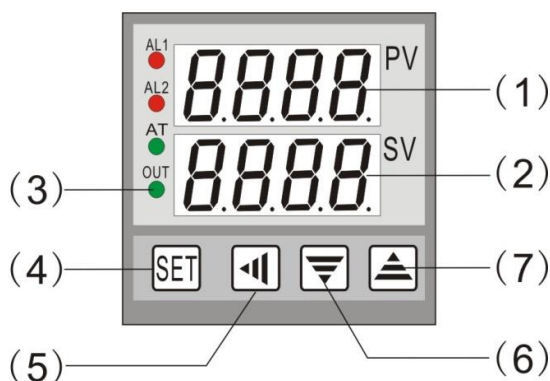 AL1
8.8.8.8.
PV
(1)
AL2
AT
8.8.8.8.
SV
(2)
OUT
(3)
(4)
SET
(7)
(5)
(6)